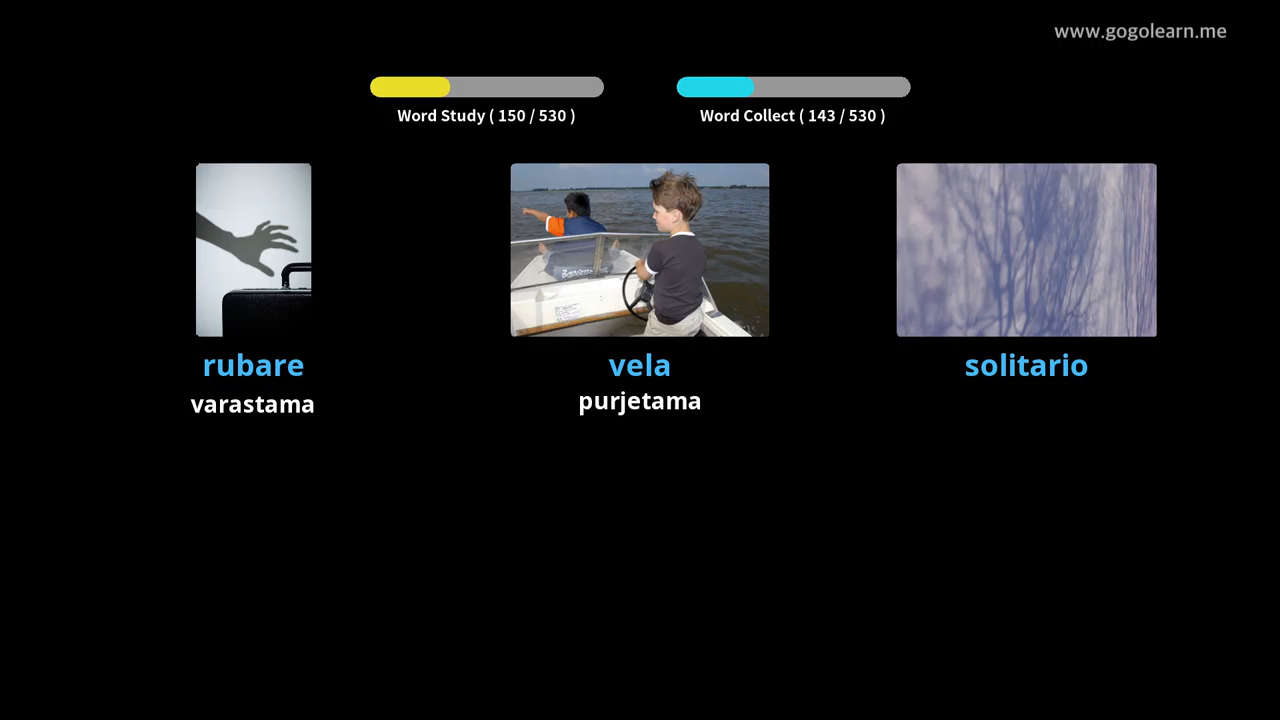 www.gogolearn.me
Word Study ( 150 / 530 )
Word Collect ( 143 / 530 )
rubare
varastama
vela
purjetama
solitario